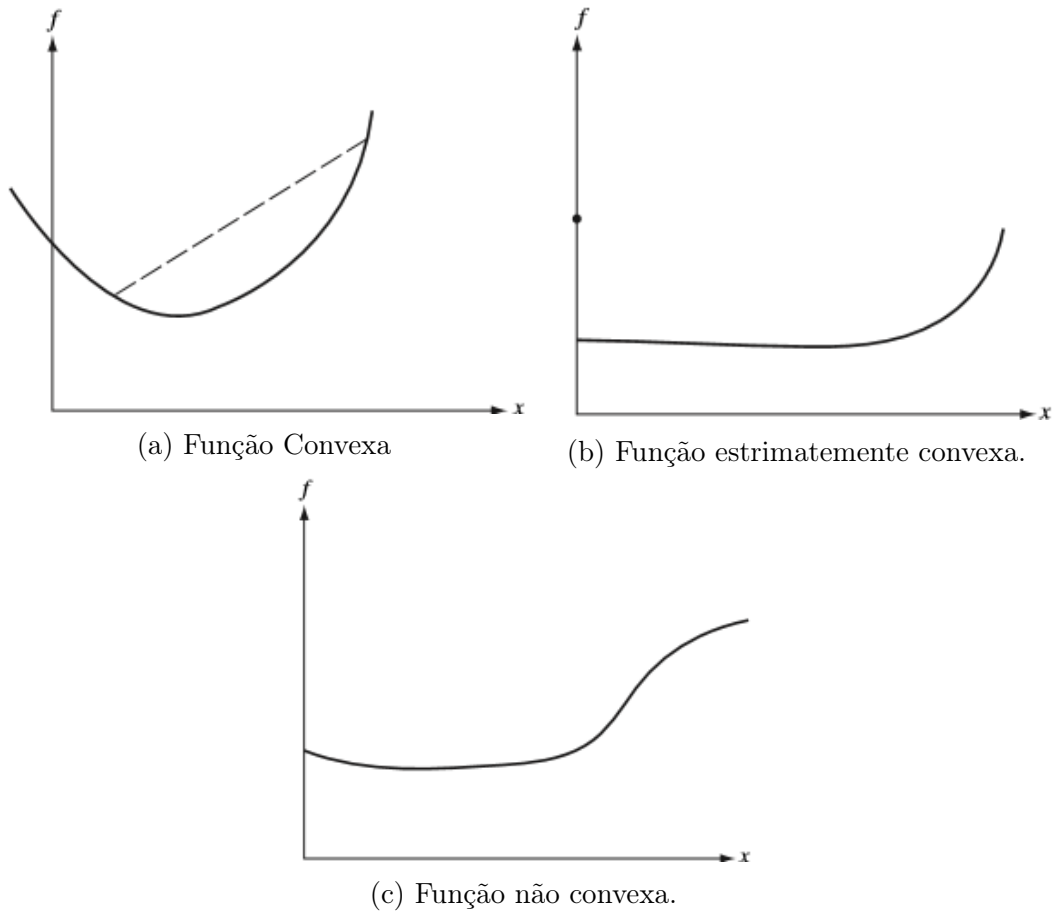 f
x
(a) Função Convexa
f
x
(b) Função estrimatemente convexa.
f
x
(c) Função não convexa.